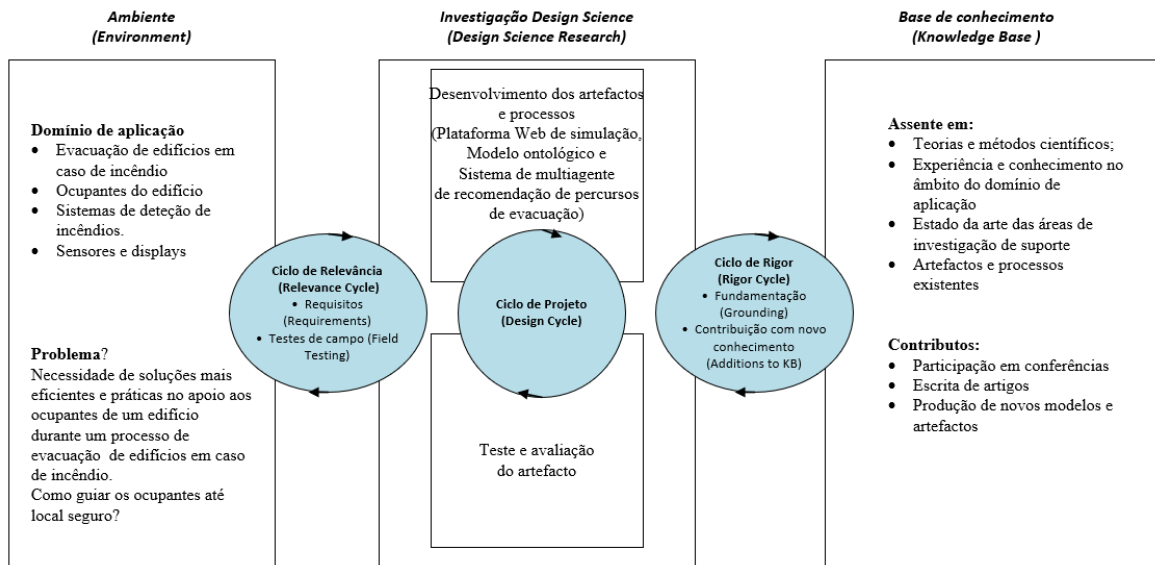 Ambiente
(Environment)
Domínio de aplicação
• Evacuação de edifícios em
caso de incêndio
• Ocupantes do edifício
• Sistemas de deteção de
incêndios.
• Sensores e displays
Problema?
Necessidade de soluções mais
eficientes e práticas no apoio aos
ocupantes de um edifício
durante um processo de
evacuação de edifícios em caso
de incêndio.
Como guiar os ocupantes até
local seguro?
Ciclo de Relevância
(Relevance Cycle)
• Requisitos
(Requirements)
• Testes de campo (Field
Testing)
Investigação Design Science
(Design Science Research)
Desenvolvimento dos artefactos
e processos
(Plataforma Web de simulação,
Modelo ontológico e
Sistema de multiagente
de recomendação de percursos
de evacuação)
Ciclo de Projeto
(Design Cycle)
Teste e avaliação
do artefacto
Ciclo de Rigor
(Rigor Cycle)
• Fundamentação
(Grounding)
• Contribuição com novo
conhecimento
(Additions to KB)
Base de conhecimento
(Knowledge Base )
Assente em:
• Teorias e métodos científicos;
• Experiência e conhecimento no
âmbito do domínio de
aplicação
• Estado da arte das áreas de
investigação de suporte
• Artefactos e processos
existentes
Contributos:
• Participação em conferências
• Escrita de artigos
• Produção de novos modelos e
artefactos